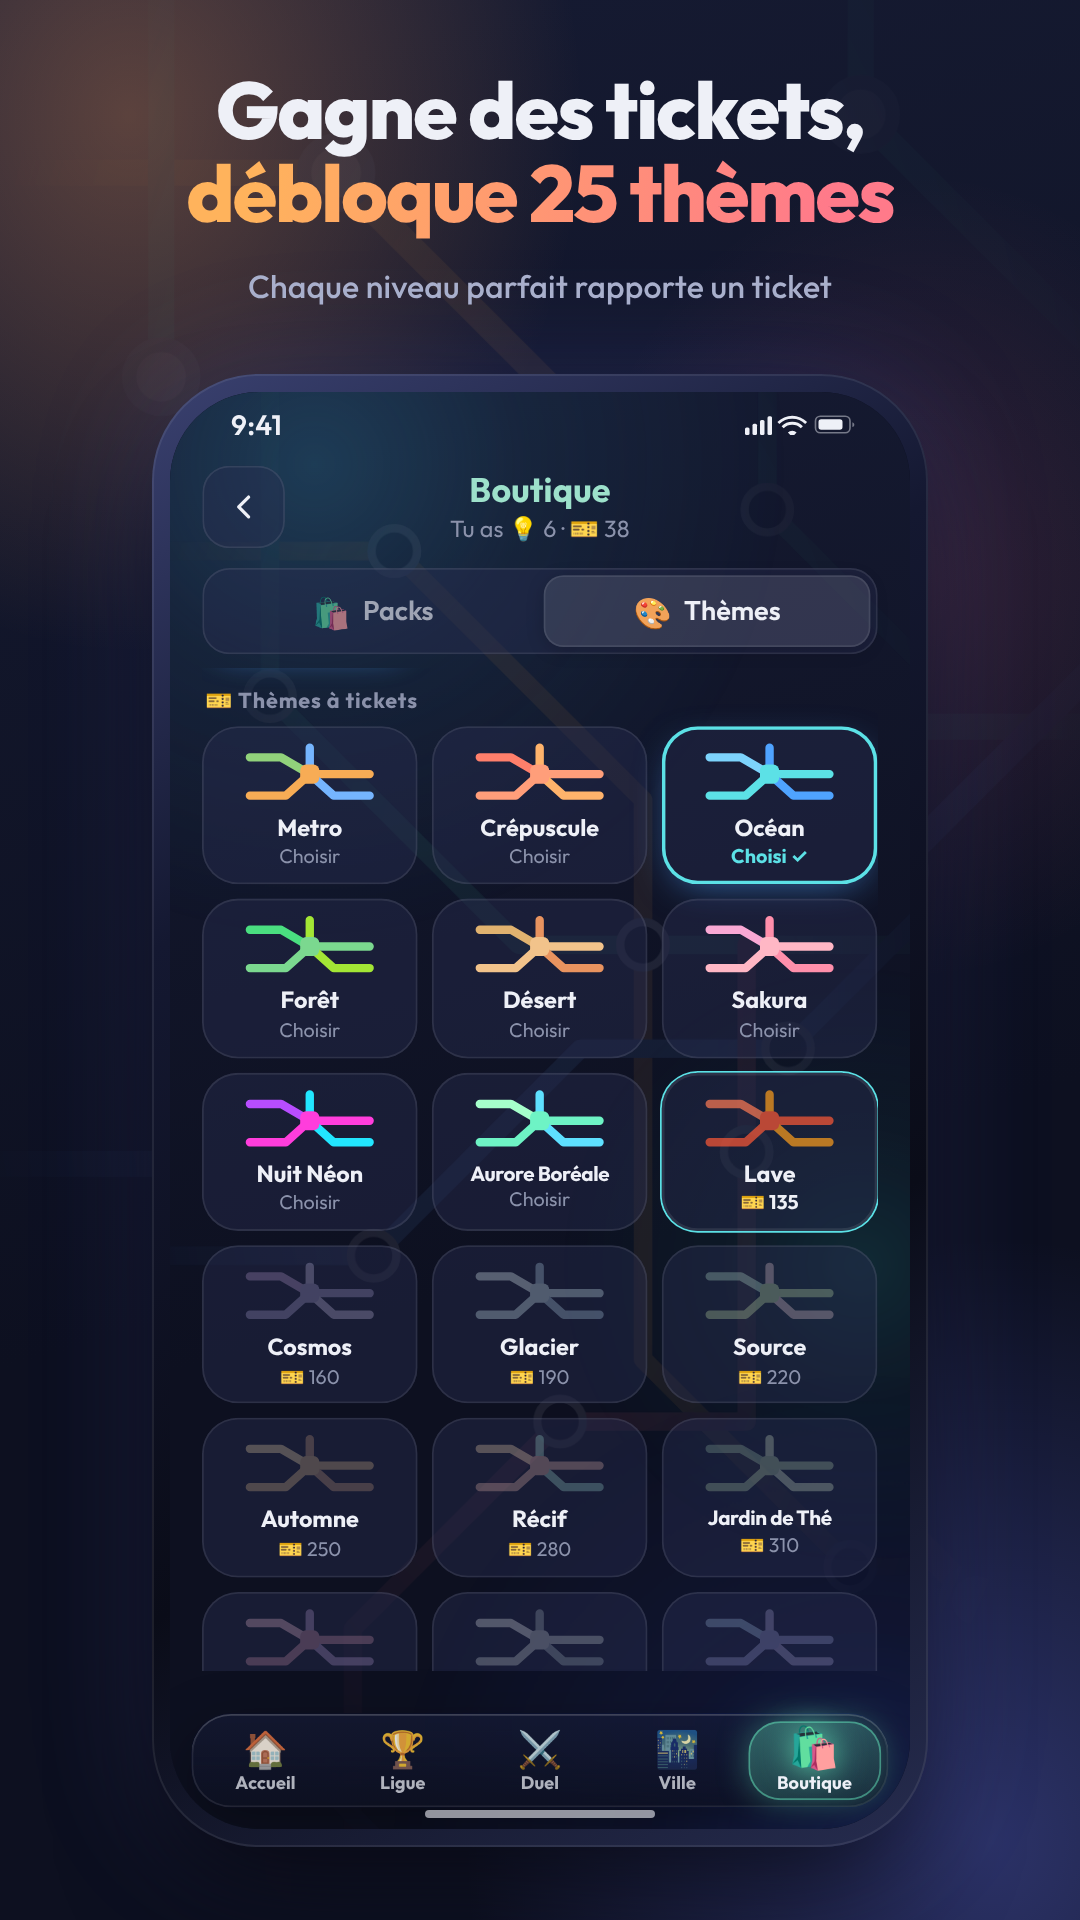 Gagne des tickets,
débloque 25 thèmes
Chaque niveau parfait rapporte un ticket
9:41
Boutique
Tu as 💡 6 · 🎫 38
🛍️ Packs
🎨 Thèmes
🎫 Thèmes à tickets
Metro
Choisir
Crépuscule
Choisir
Océan
Choisi ✓
Forêt
Choisir
Désert
Choisir
Sakura
Choisir
Nuit Néon
Choisir
Aurore Boréale
Choisir
Lave
🎫 135
Cosmos
🎫 160
Glacier
🎫 190
Source
🎫 220
Automne
🎫 250
Récif
🎫 280
Jardin de Thé
🎫 310
Accueil
Ligue
Duel
Ville
Boutique